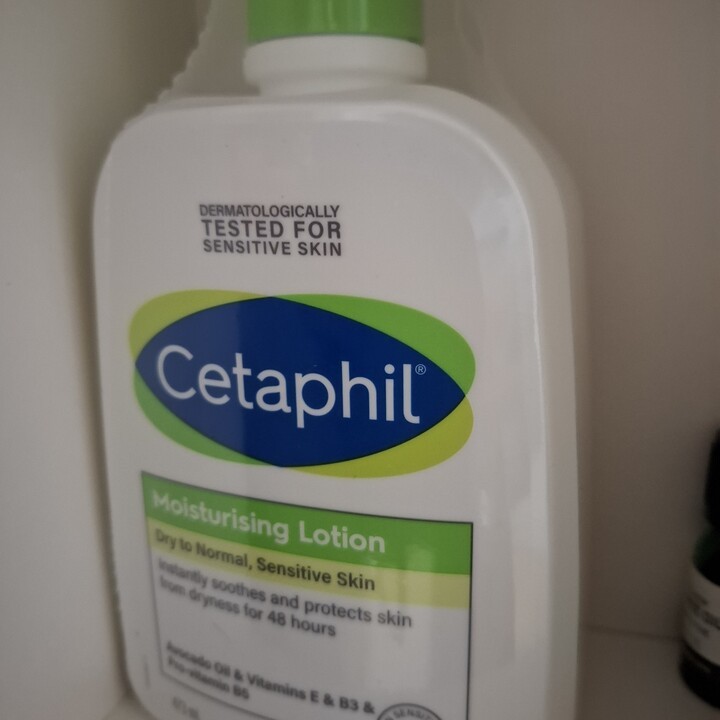 DERMATOLOGICALLY
TESTED FOR
SENSITIVE SKIN
Cetaphil®
Moisturising Lotion
Dry to Normal, Sensitive Skin
Instantly soothes and protects skin
from dryness for 48 hours
Avocado Oil & Vitamins E & B3 &
Pro-vitamin B5